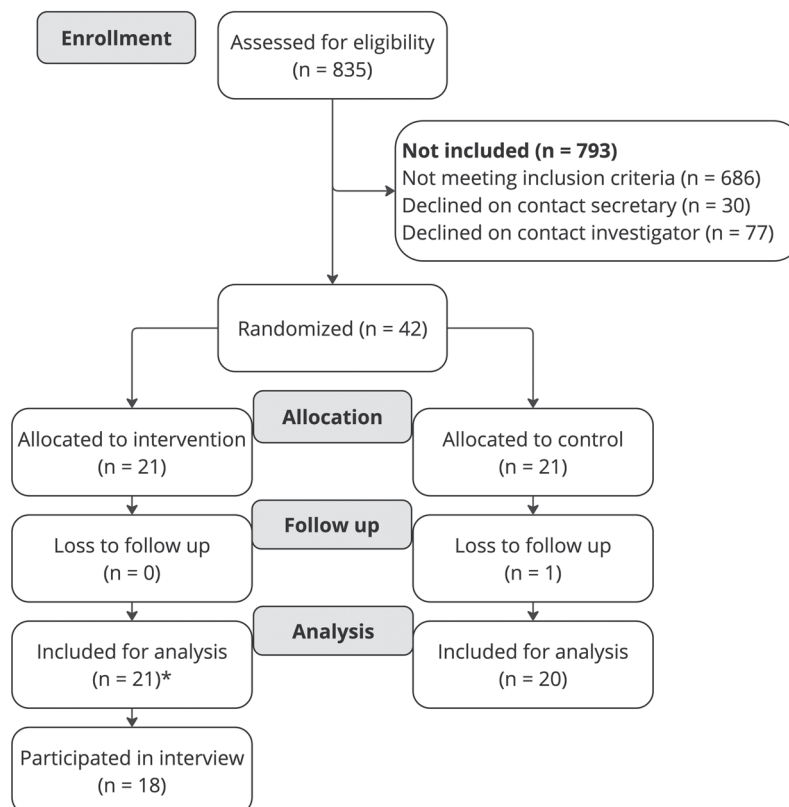 Enrollment
Assessed for eligibility
(n = 835)
Not included (n = 793)
Not meeting inclusion criteria (n = 686)
Declined on contact secretary (n = 30)
Declined on contact investigator (n = 77)
Randomized (n = 42)
Allocation
Allocated to intervention
(n = 21)
Allocated to control
(n = 21)
Follow up
Loss to follow up
(n = 0)
Loss to follow up
(n = 1)
Analysis
Included for analysis
(n = 21)*
Included for analysis
(n = 20)
Participated in interview
(n = 18)